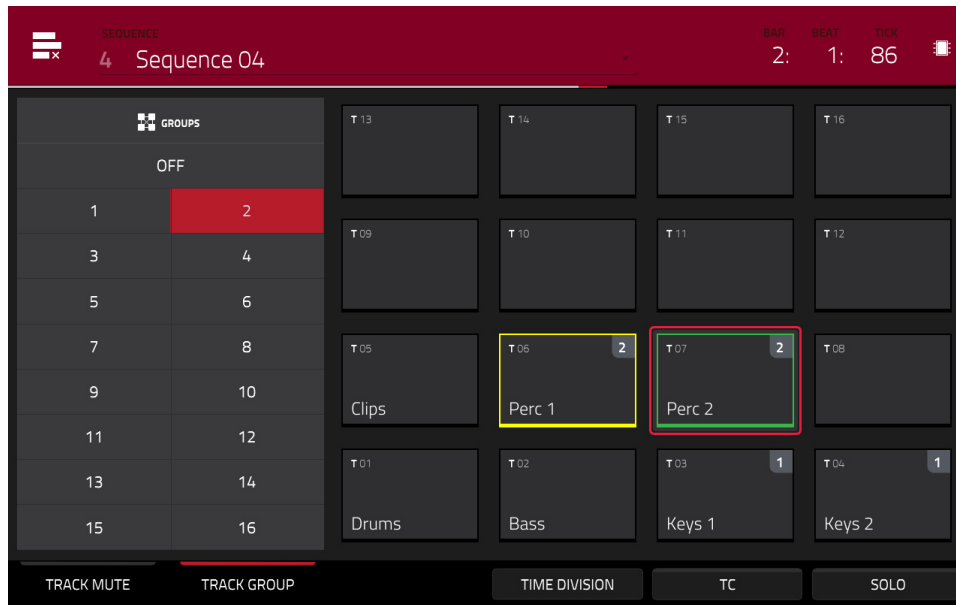 SEQUENCE
4 Sequence 04
BAR BEAT TICK
2: 1: 86
GROUPS
OFF
1 2
3 4
5 6
7 8
9 10
11 12
13 14
15 16
T 13
T 14
T 15
T 16
T 09
T 10
T 11
T 12
T 05
Clips
T 06 2
Perc 1
T 07 2
Perc 2
T 08
T 01
Drums
T 02
Bass
T 03 1
Keys 1
T 04 1
Keys 2
TRACK MUTE TRACK GROUP TIME DIVISION TC SOLO